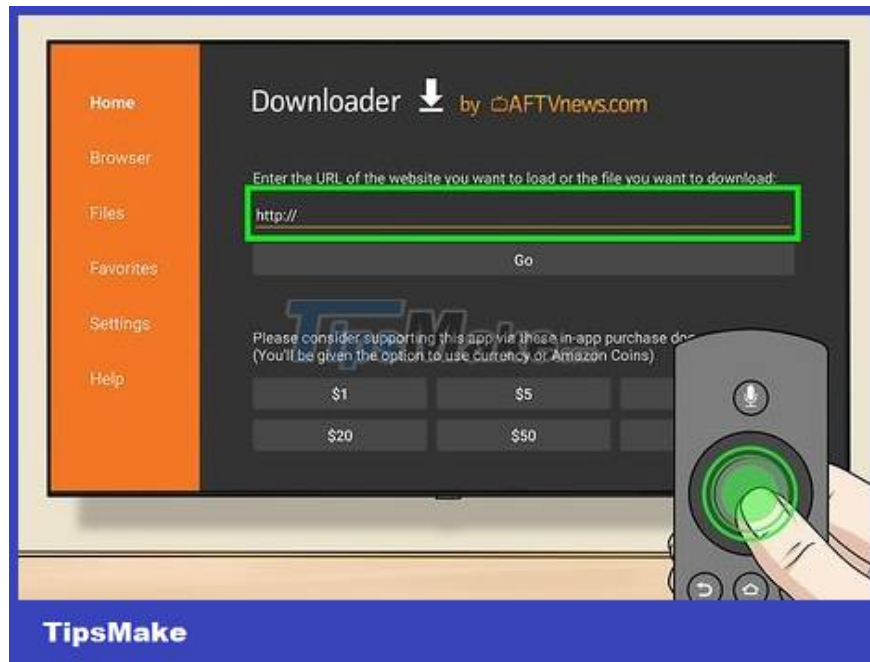 Home
Downloader by AFTVnews.com
Browser
Enter the URL of the website you want to load or the file you want to download:
Files
http://
Go
Favorites
Settings
TipsMake
Please consider supporting this app via these in-app purchase
(You'll be given the option to use currency or Amazon Coins)
Help
$1 $5
$20 $50
TipsMake